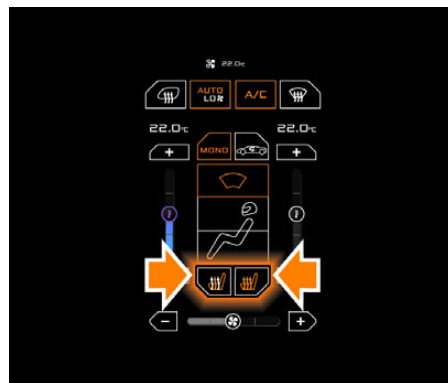 22.0c
AUTO
LO
A/C
22.0c
22.0c
+
MONO
+
-
+